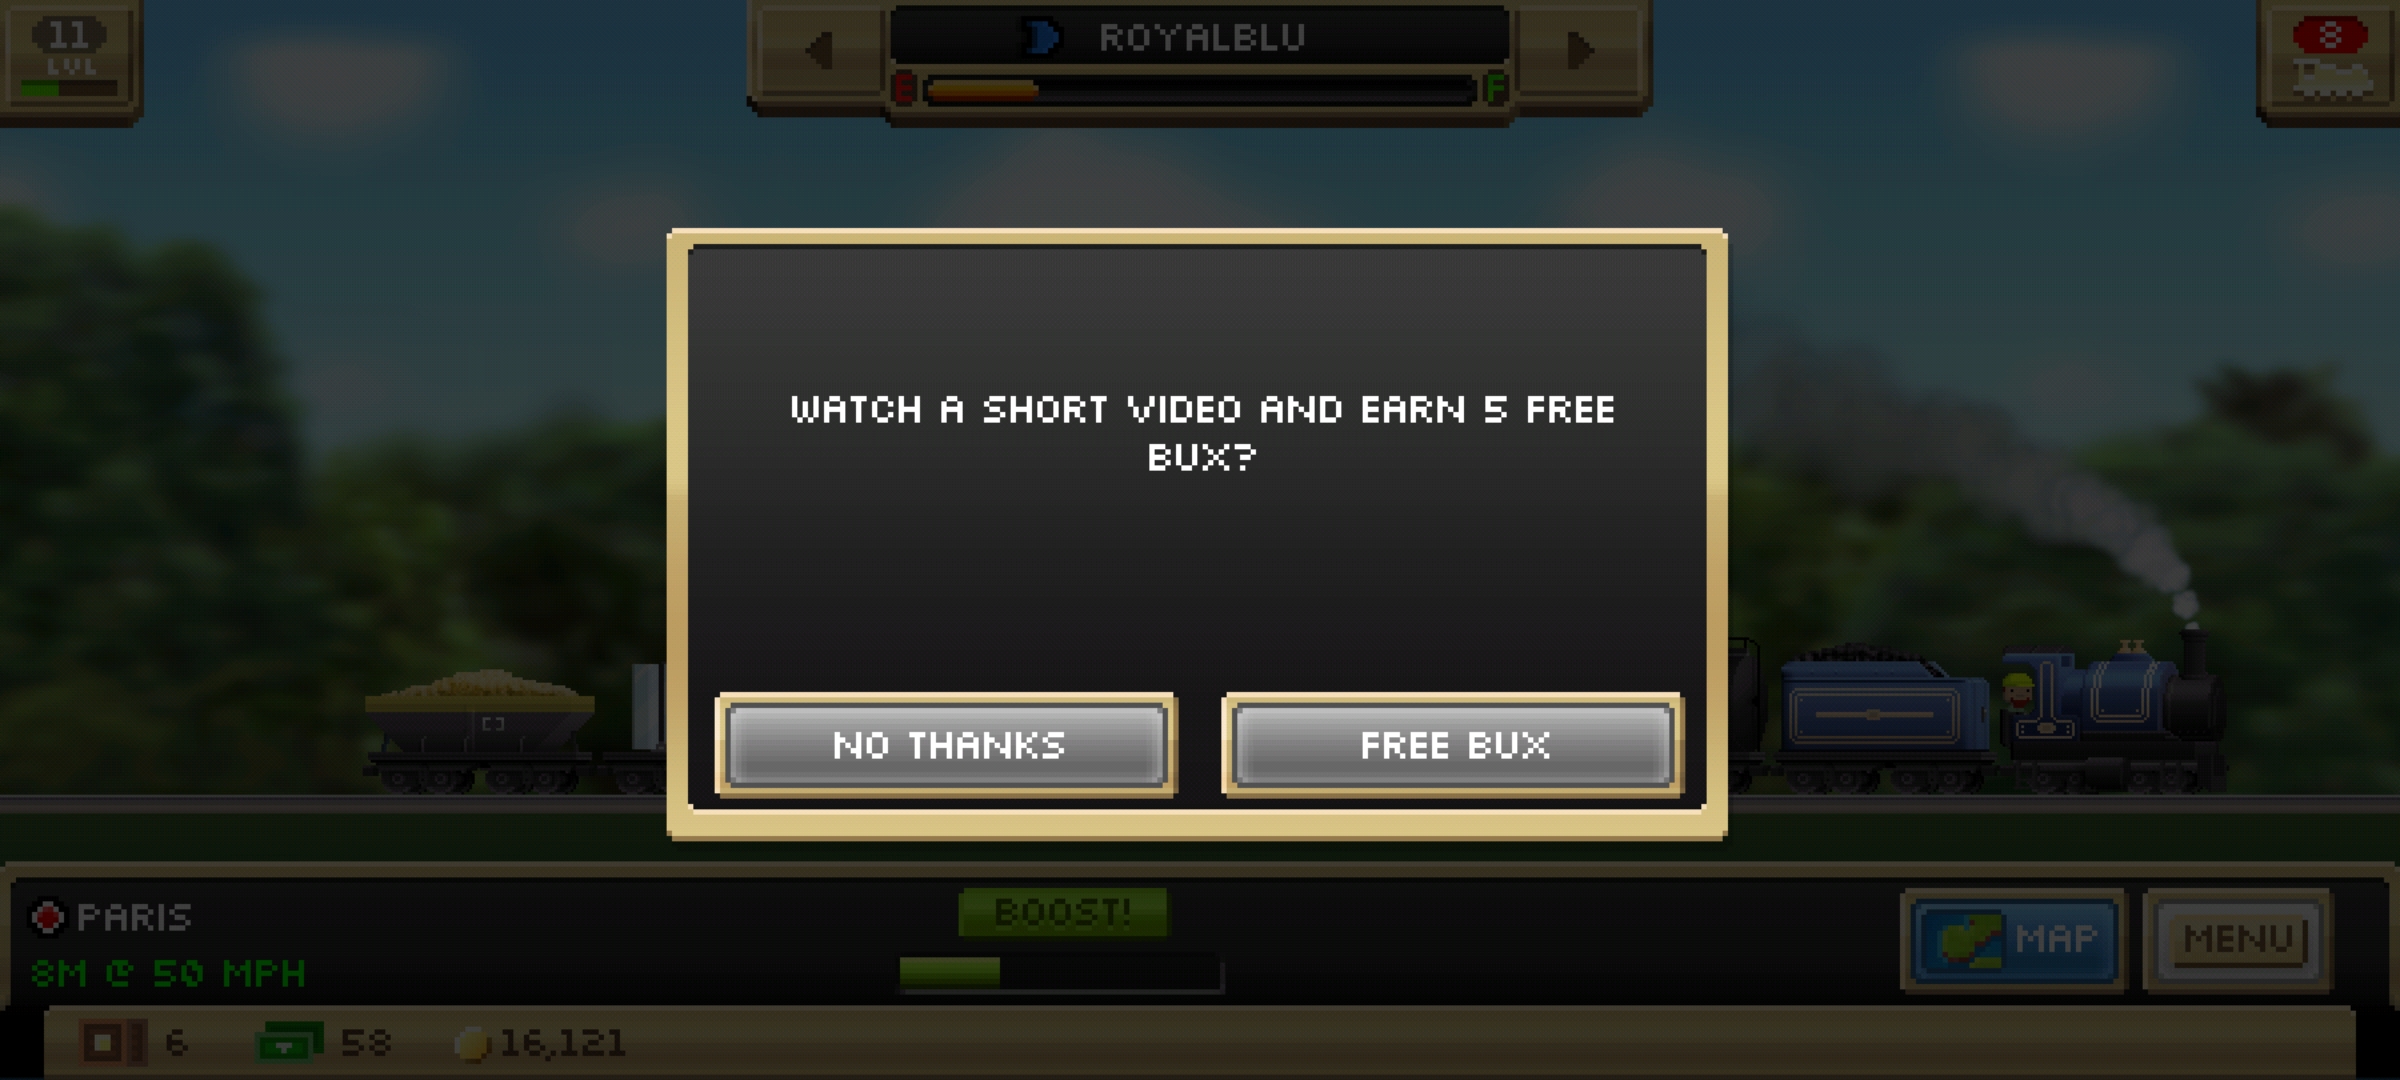 11
LVL
ROYALBLU
E F
8
WATCH A SHORT VIDEO AND EARN 5 FREE
BUX?
NO THANKS
FREE BUX
PARIS
8M @ 50 MPH
BOOST!
MAP
MENU
6
58
16,121